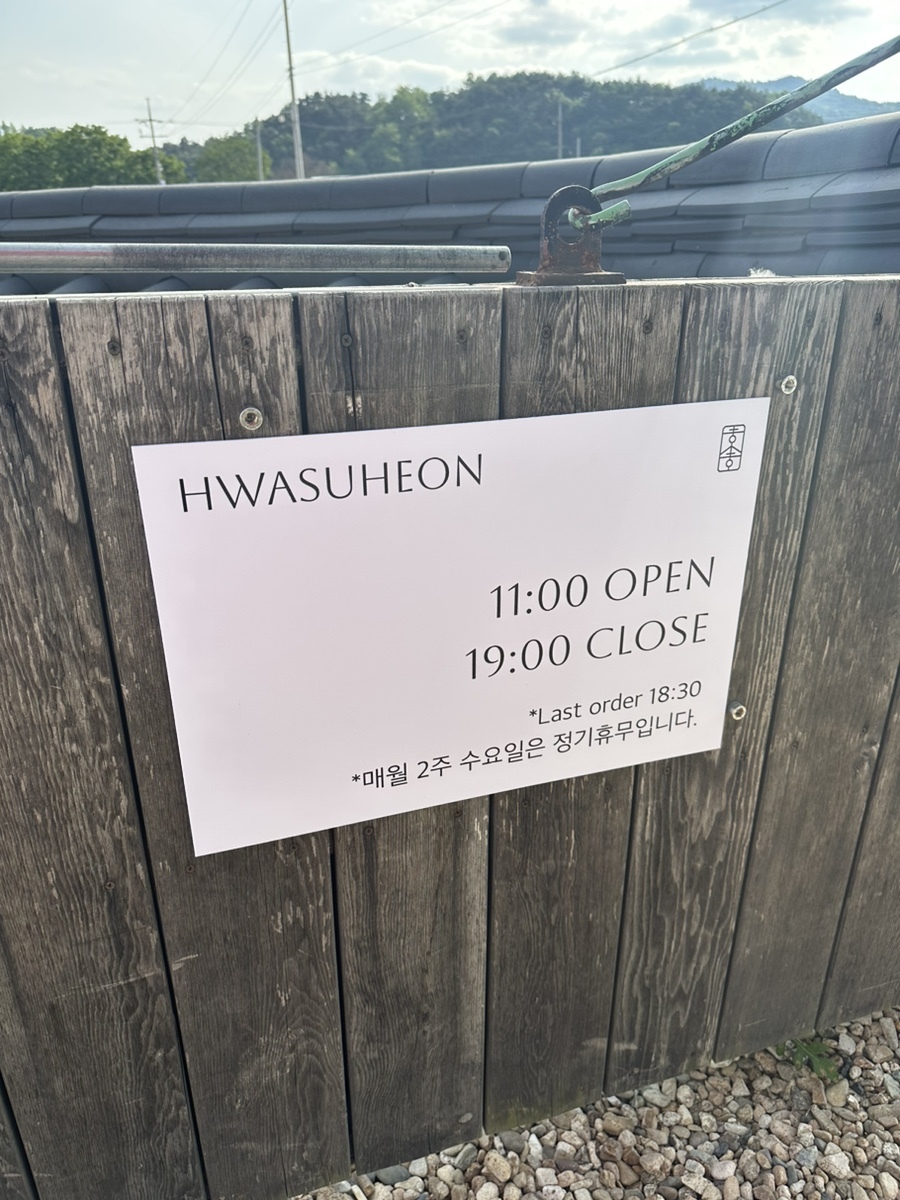 HWASUHEON
11:00 OPEN
19:00 CLOSE
*Last order 18:30
*매월 2주 수요일은 정기휴무입니다.